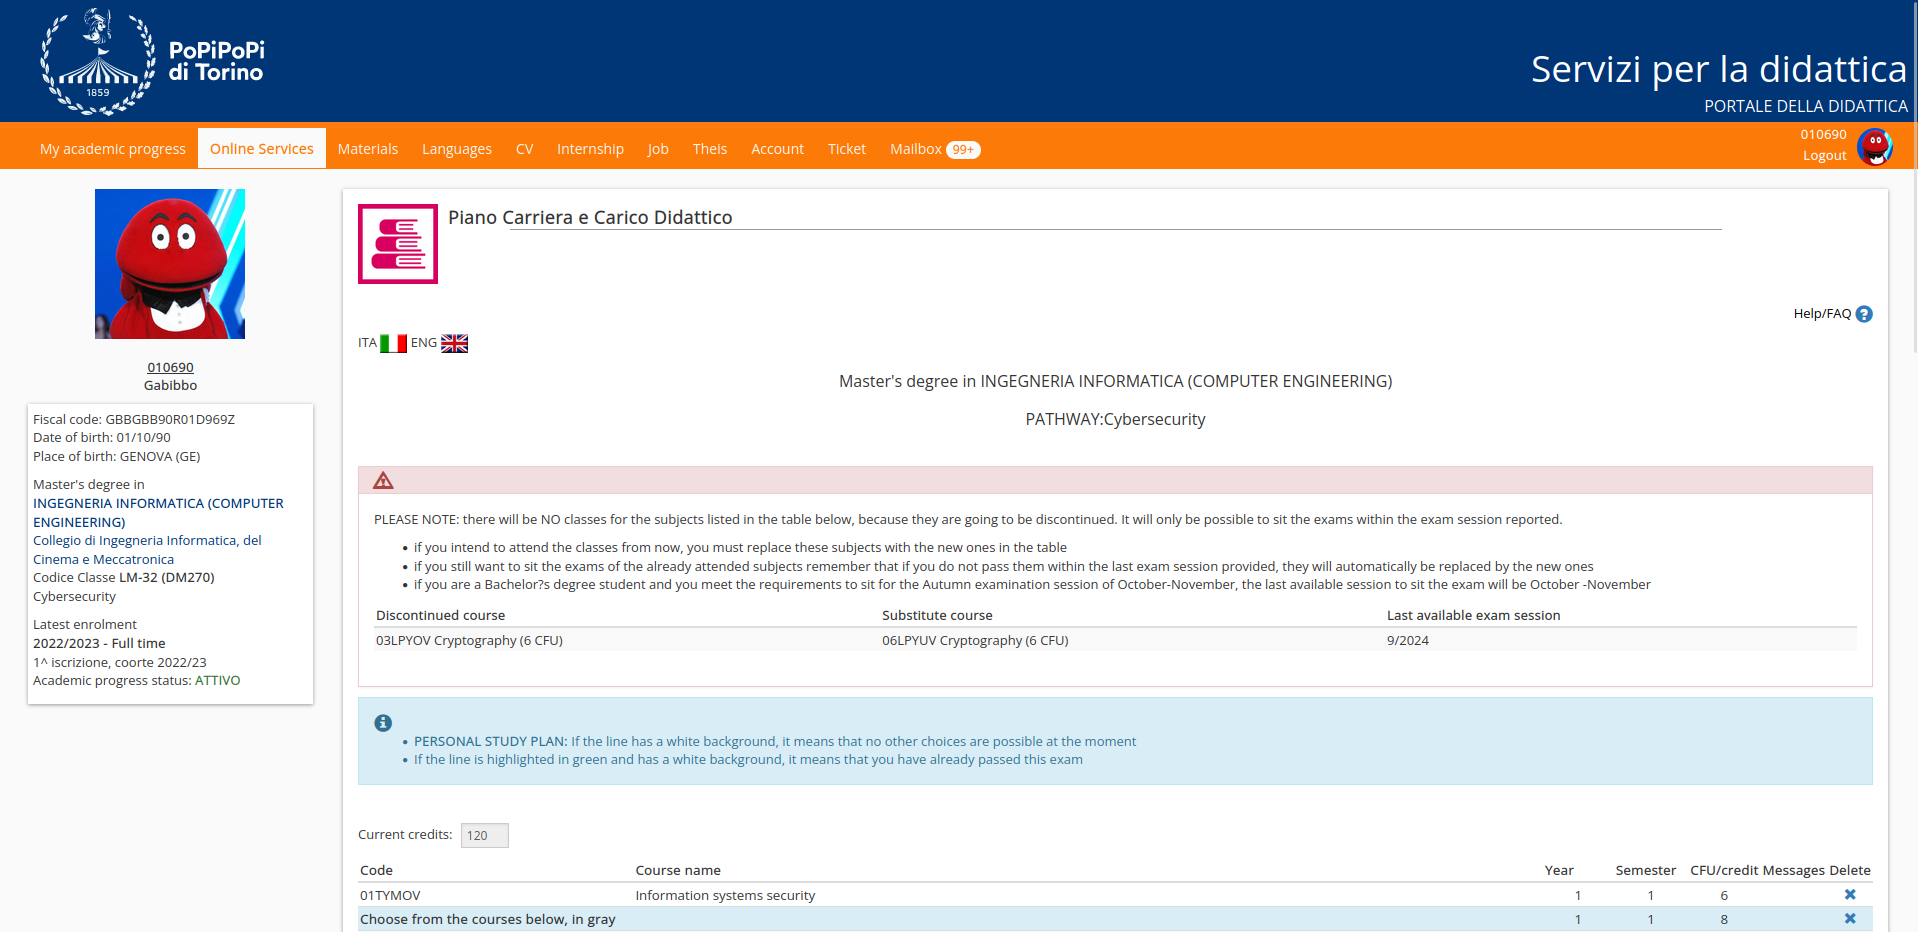 PoPiPoPi
di Torino
1859
Servizi per la didattica
PORTALE DELLA DIDATTICA
My academic progress Online Services Materials Languages CV Internship Job Theis Account Ticket Mailbox 99+
010690
Logout
010690
Gabibbo
Fiscal code: GBBGBB90R01D969Z
Date of birth: 01/10/90
Place of birth: GENOVA (GE)
Master's degree in
INGEGNERIA INFORMATICA (COMPUTER
ENGINEERING)
Collegio di Ingegneria Informatica, del
Cinema e Meccatronica
Codice Classe LM-32 (DM270)
Cybersecurity
Latest enrolment
2022/2023 - Full time
1^ iscrizione, coorte 2022/23
Academic progress status: ATTIVO
Piano Carriera e Carico Didattico
Help/FAQ ?
ITA ENG
Master's degree in INGEGNERIA INFORMATICA (COMPUTER ENGINEERING)
PATHWAY:Cybersecurity
PLEASE NOTE: there will be NO classes for the subjects listed in the table below, because they are going to be discontinued. It will only be possible to sit the exams within the exam session reported.
• if you intend to attend the classes from now, you must replace these subjects with the new ones in the table
• if you still want to sit the exams of the already attended subjects remember that if you do not pass them within the last exam session provided, they will automatically be replaced by the new ones
• if you are a Bachelor?s degree student and you meet the requirements to sit for the Autumn examination session of October-November, the last available session to sit the exam will be October -November
Discontinued course Substitute course Last available exam session
03LPYOV Cryptography (6 CFU) 06LPYUV Cryptography (6 CFU) 9/2024
• PERSONAL STUDY PLAN: If the line has a white background, it means that no other choices are possible at the moment
• If the line is highlighted in green and has a white background, it means that you have already passed this exam
Current credits: 120
Code Course name Year Semester CFU/credit Messages Delete
01TYMOV Information systems security 1 1 6
Choose from the courses below, in gray 1 1 8